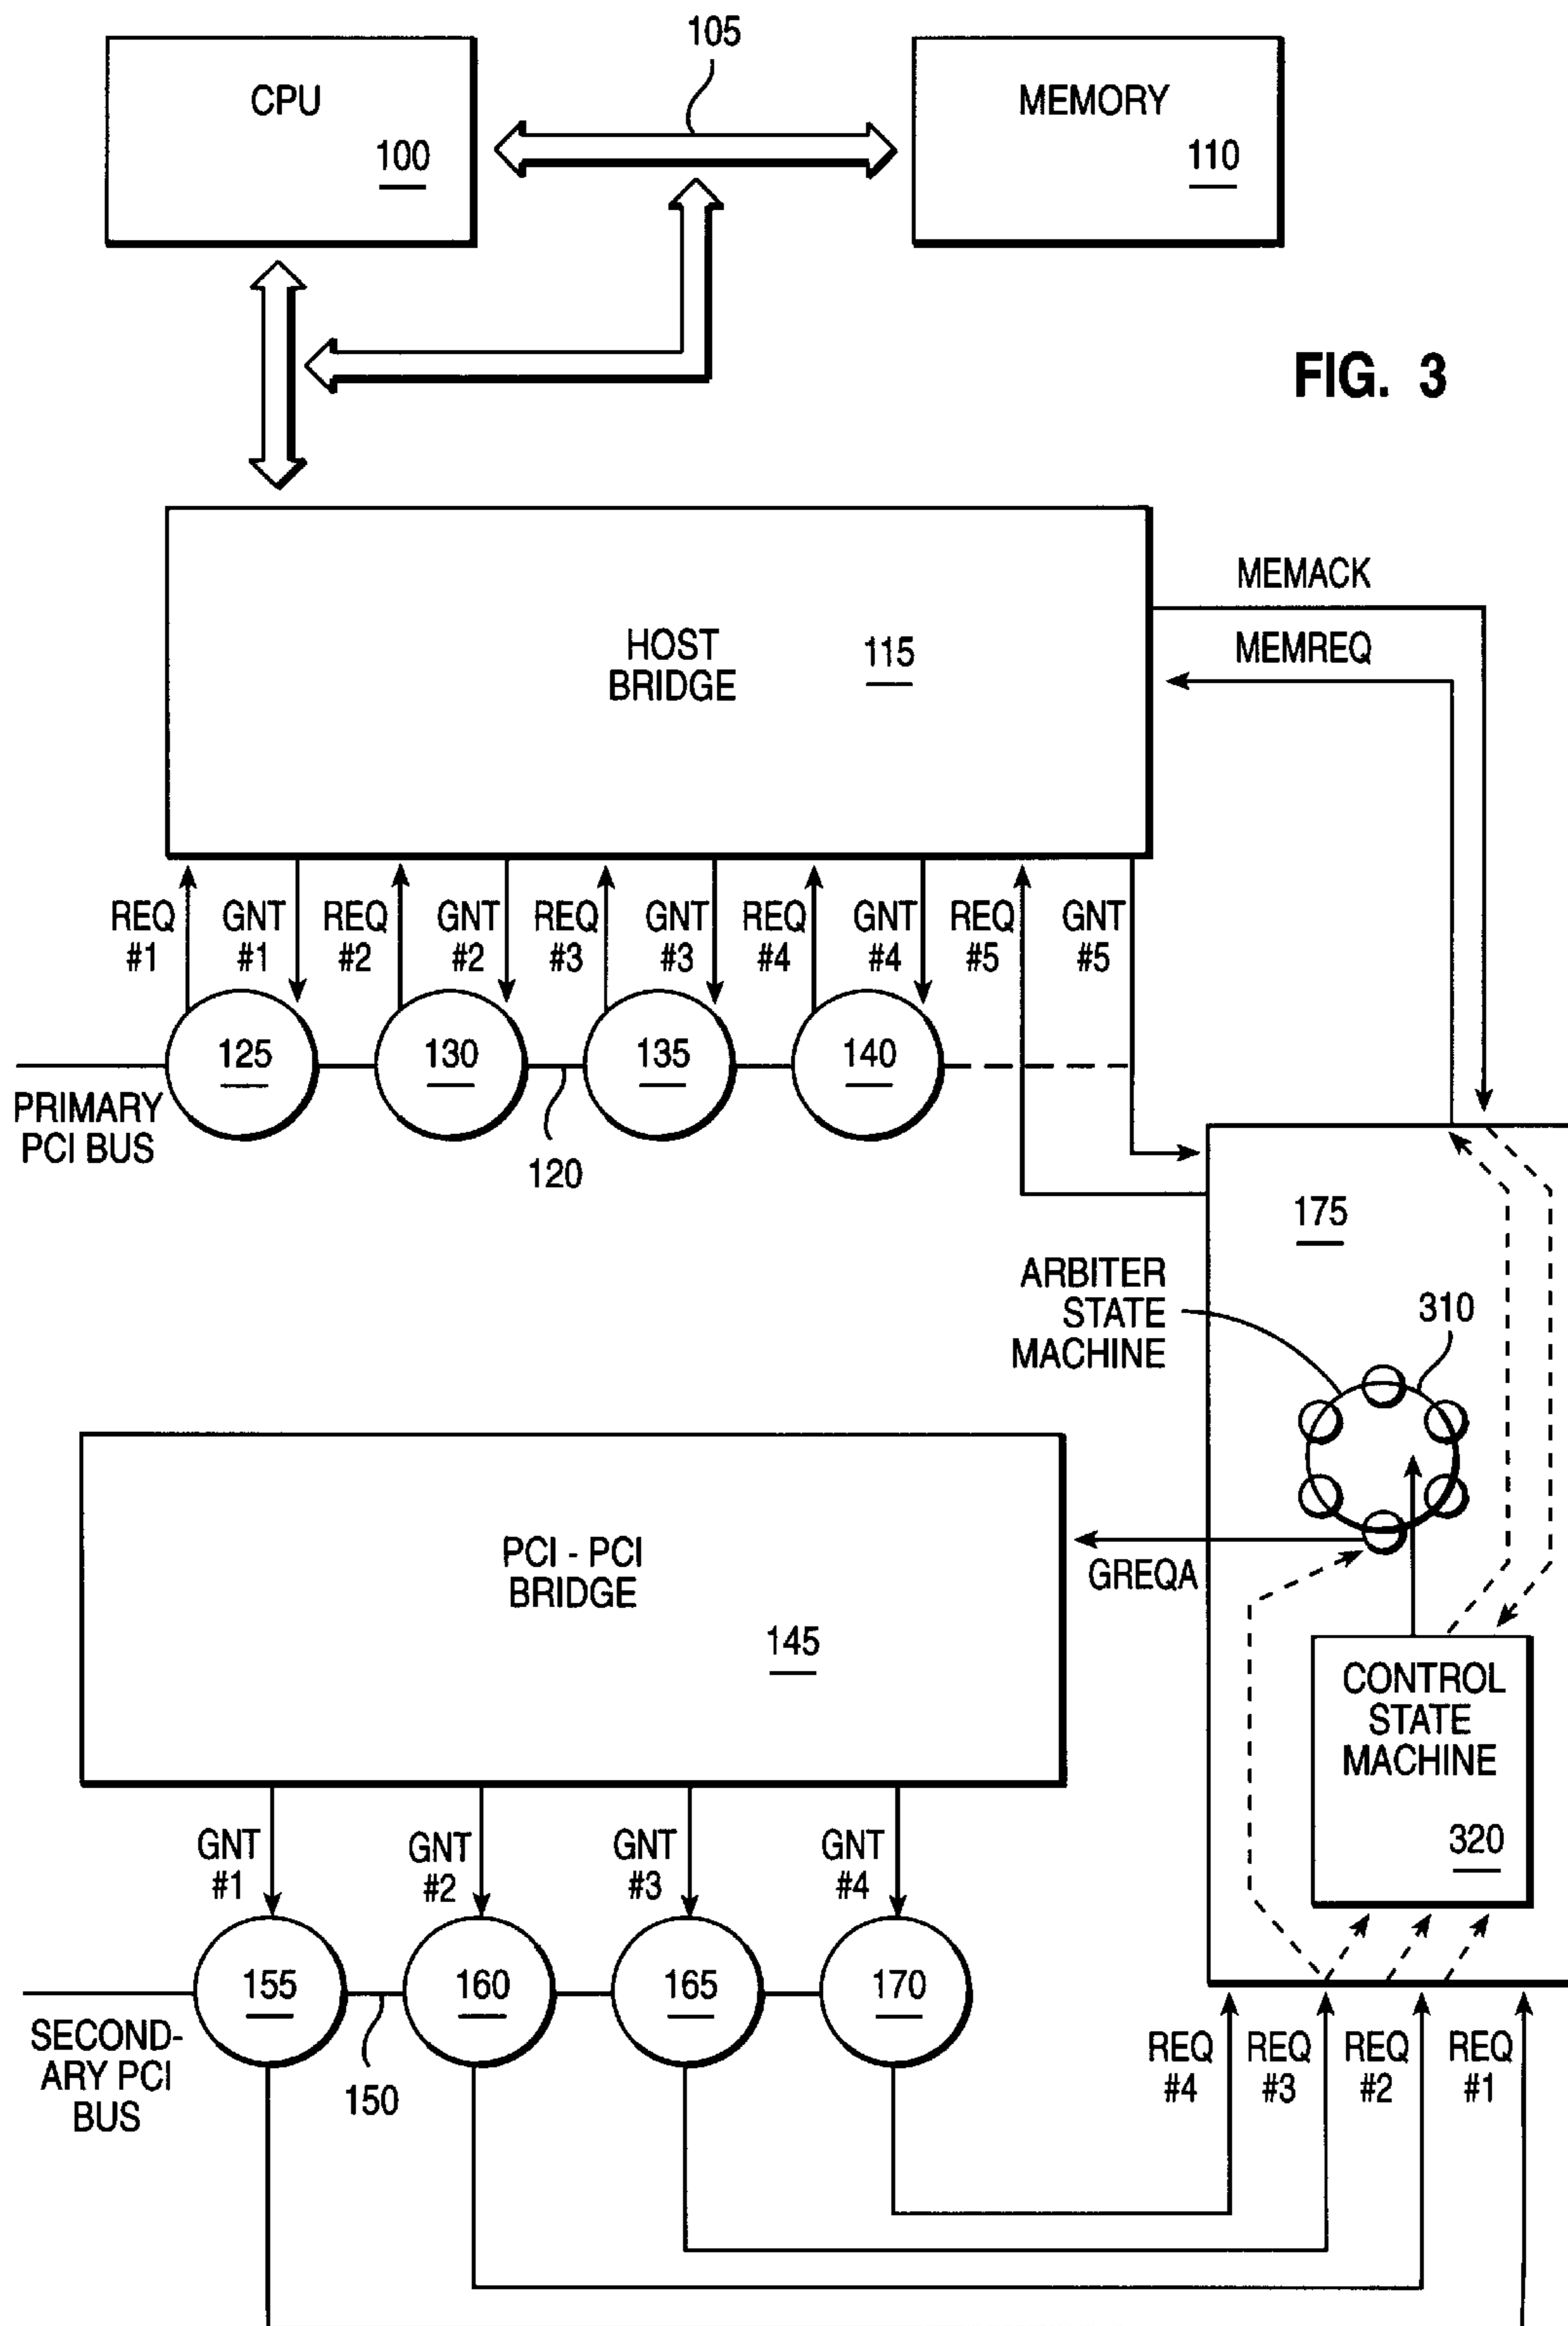 105
CPU
100
MEMORY
110
FIG. 3
MEMACK
MEMREQ
HOST
BRIDGE
115
REQ
#1
GNT
#1
REQ
#2
GNT
#2
REQ
#3
GNT
#3
REQ
#4
GNT
#4
REQ
#5
GNT
#5
125
130
135
140
PRIMARY
PCI BUS
120
175
ARBITER
STATE
MACHINE
310
PCI - PCI
BRIDGE
145
GREQA
CONTROL
STATE
MACHINE
320
GNT
#1
GNT
#2
GNT
#3
GNT
#4
155
160
165
170
SECOND-
ARY PCI
BUS
150
REQ
#4
REQ
#3
REQ
#2
REQ
#1